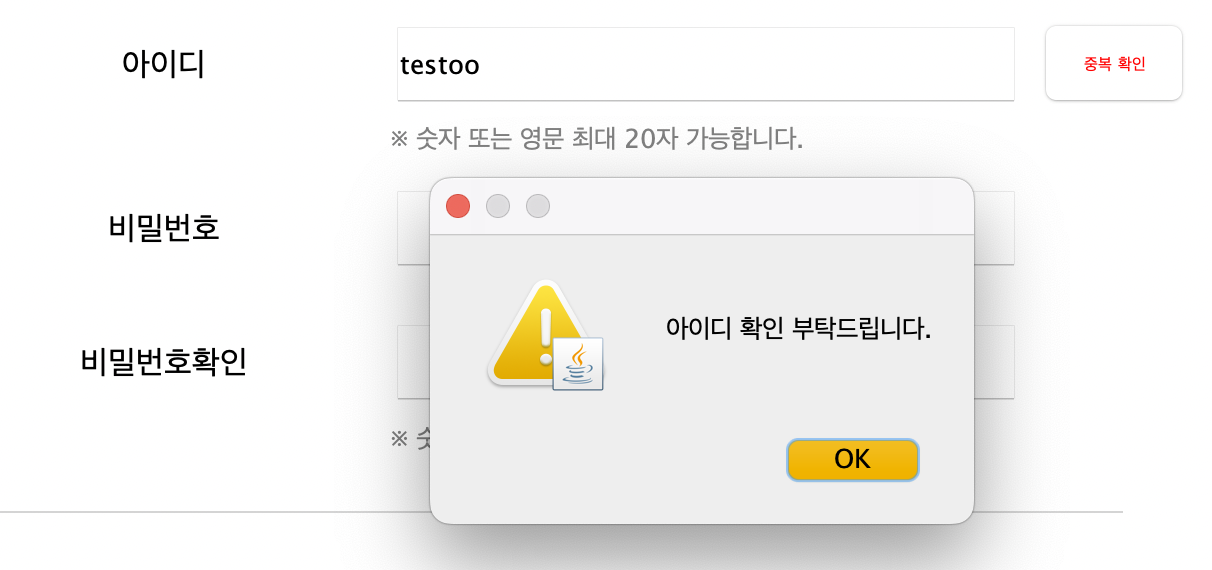 아이디
testoo
중복 확인
※ 숫자 또는 영문 최대 20자 가능합니다.
비밀번호
아이디 확인 부탁드립니다.
비밀번호확인
※
OK